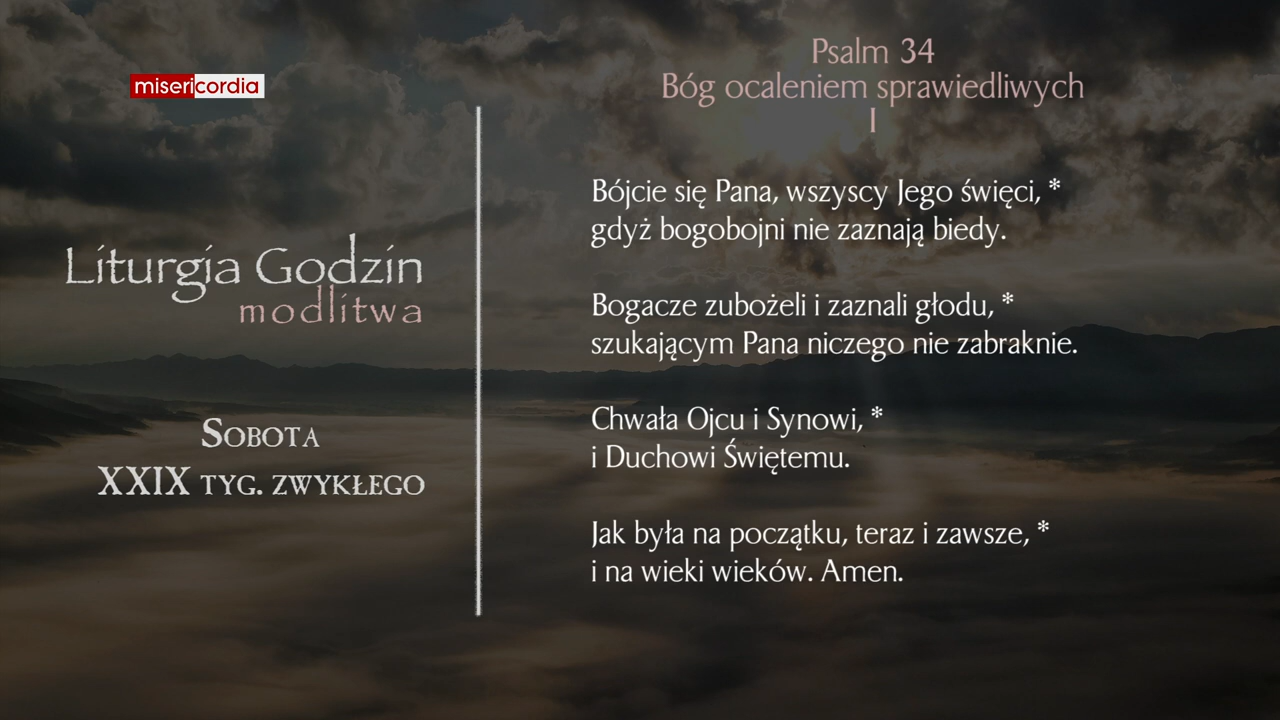 misericordia
Liturgia Godzin
modlitwa
Sobota
XXIX tyg. zwykłego
Psalm 34
Bóg ocaleniem sprawiedliwych
I
Bójcie się Pana, wszyscy Jego święci, *
gdyż bogobojni nie zaznają biedy.
Bogacze zubożeli i zaznali głodu, *
szukającym Pana niczego nie zabraknie.
Chwała Ojcu i Synowi, *
i Duchowi Świętemu.
Jak była na początku, teraz i zawsze, *
i na wieki wieków. Amen.